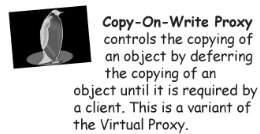 Copy-On-Write Proxy
controls the copying of
an object by deferring
the copying of an
object until it is required by
a client. This is a variant of
the Virtual Proxy.